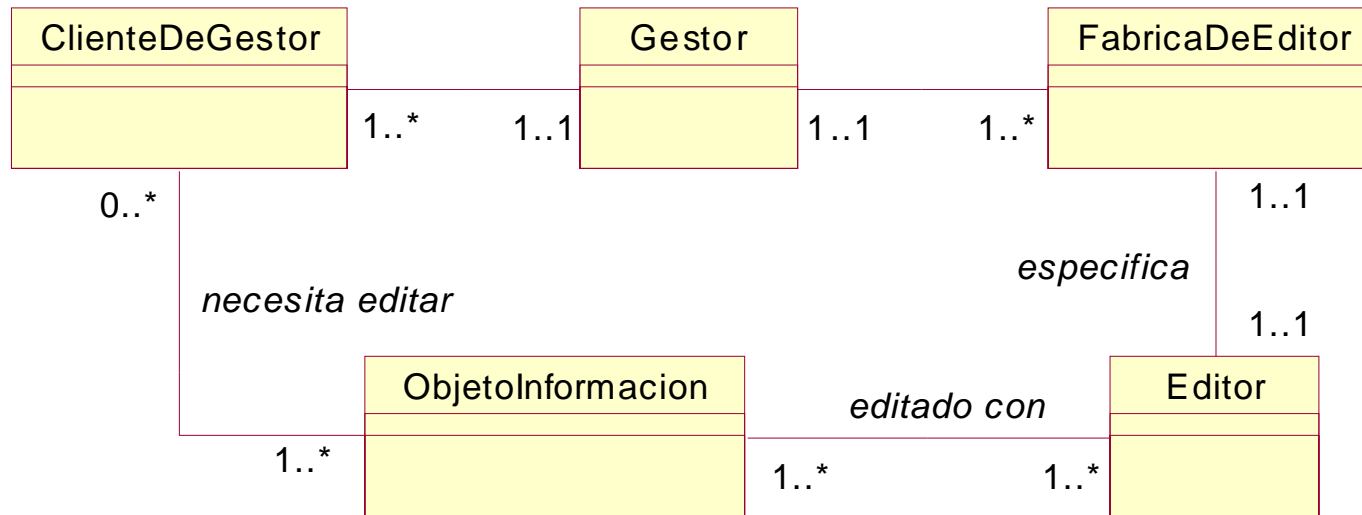 ClienteDeGestor
Gestor
FabricaDeEditor
1..*
1..1
1..1
1..*
0..*
1..1
especifica
necesita editar
1..1
ObjetoInformacion
editado con
Editor
1..*
1..*
1..*